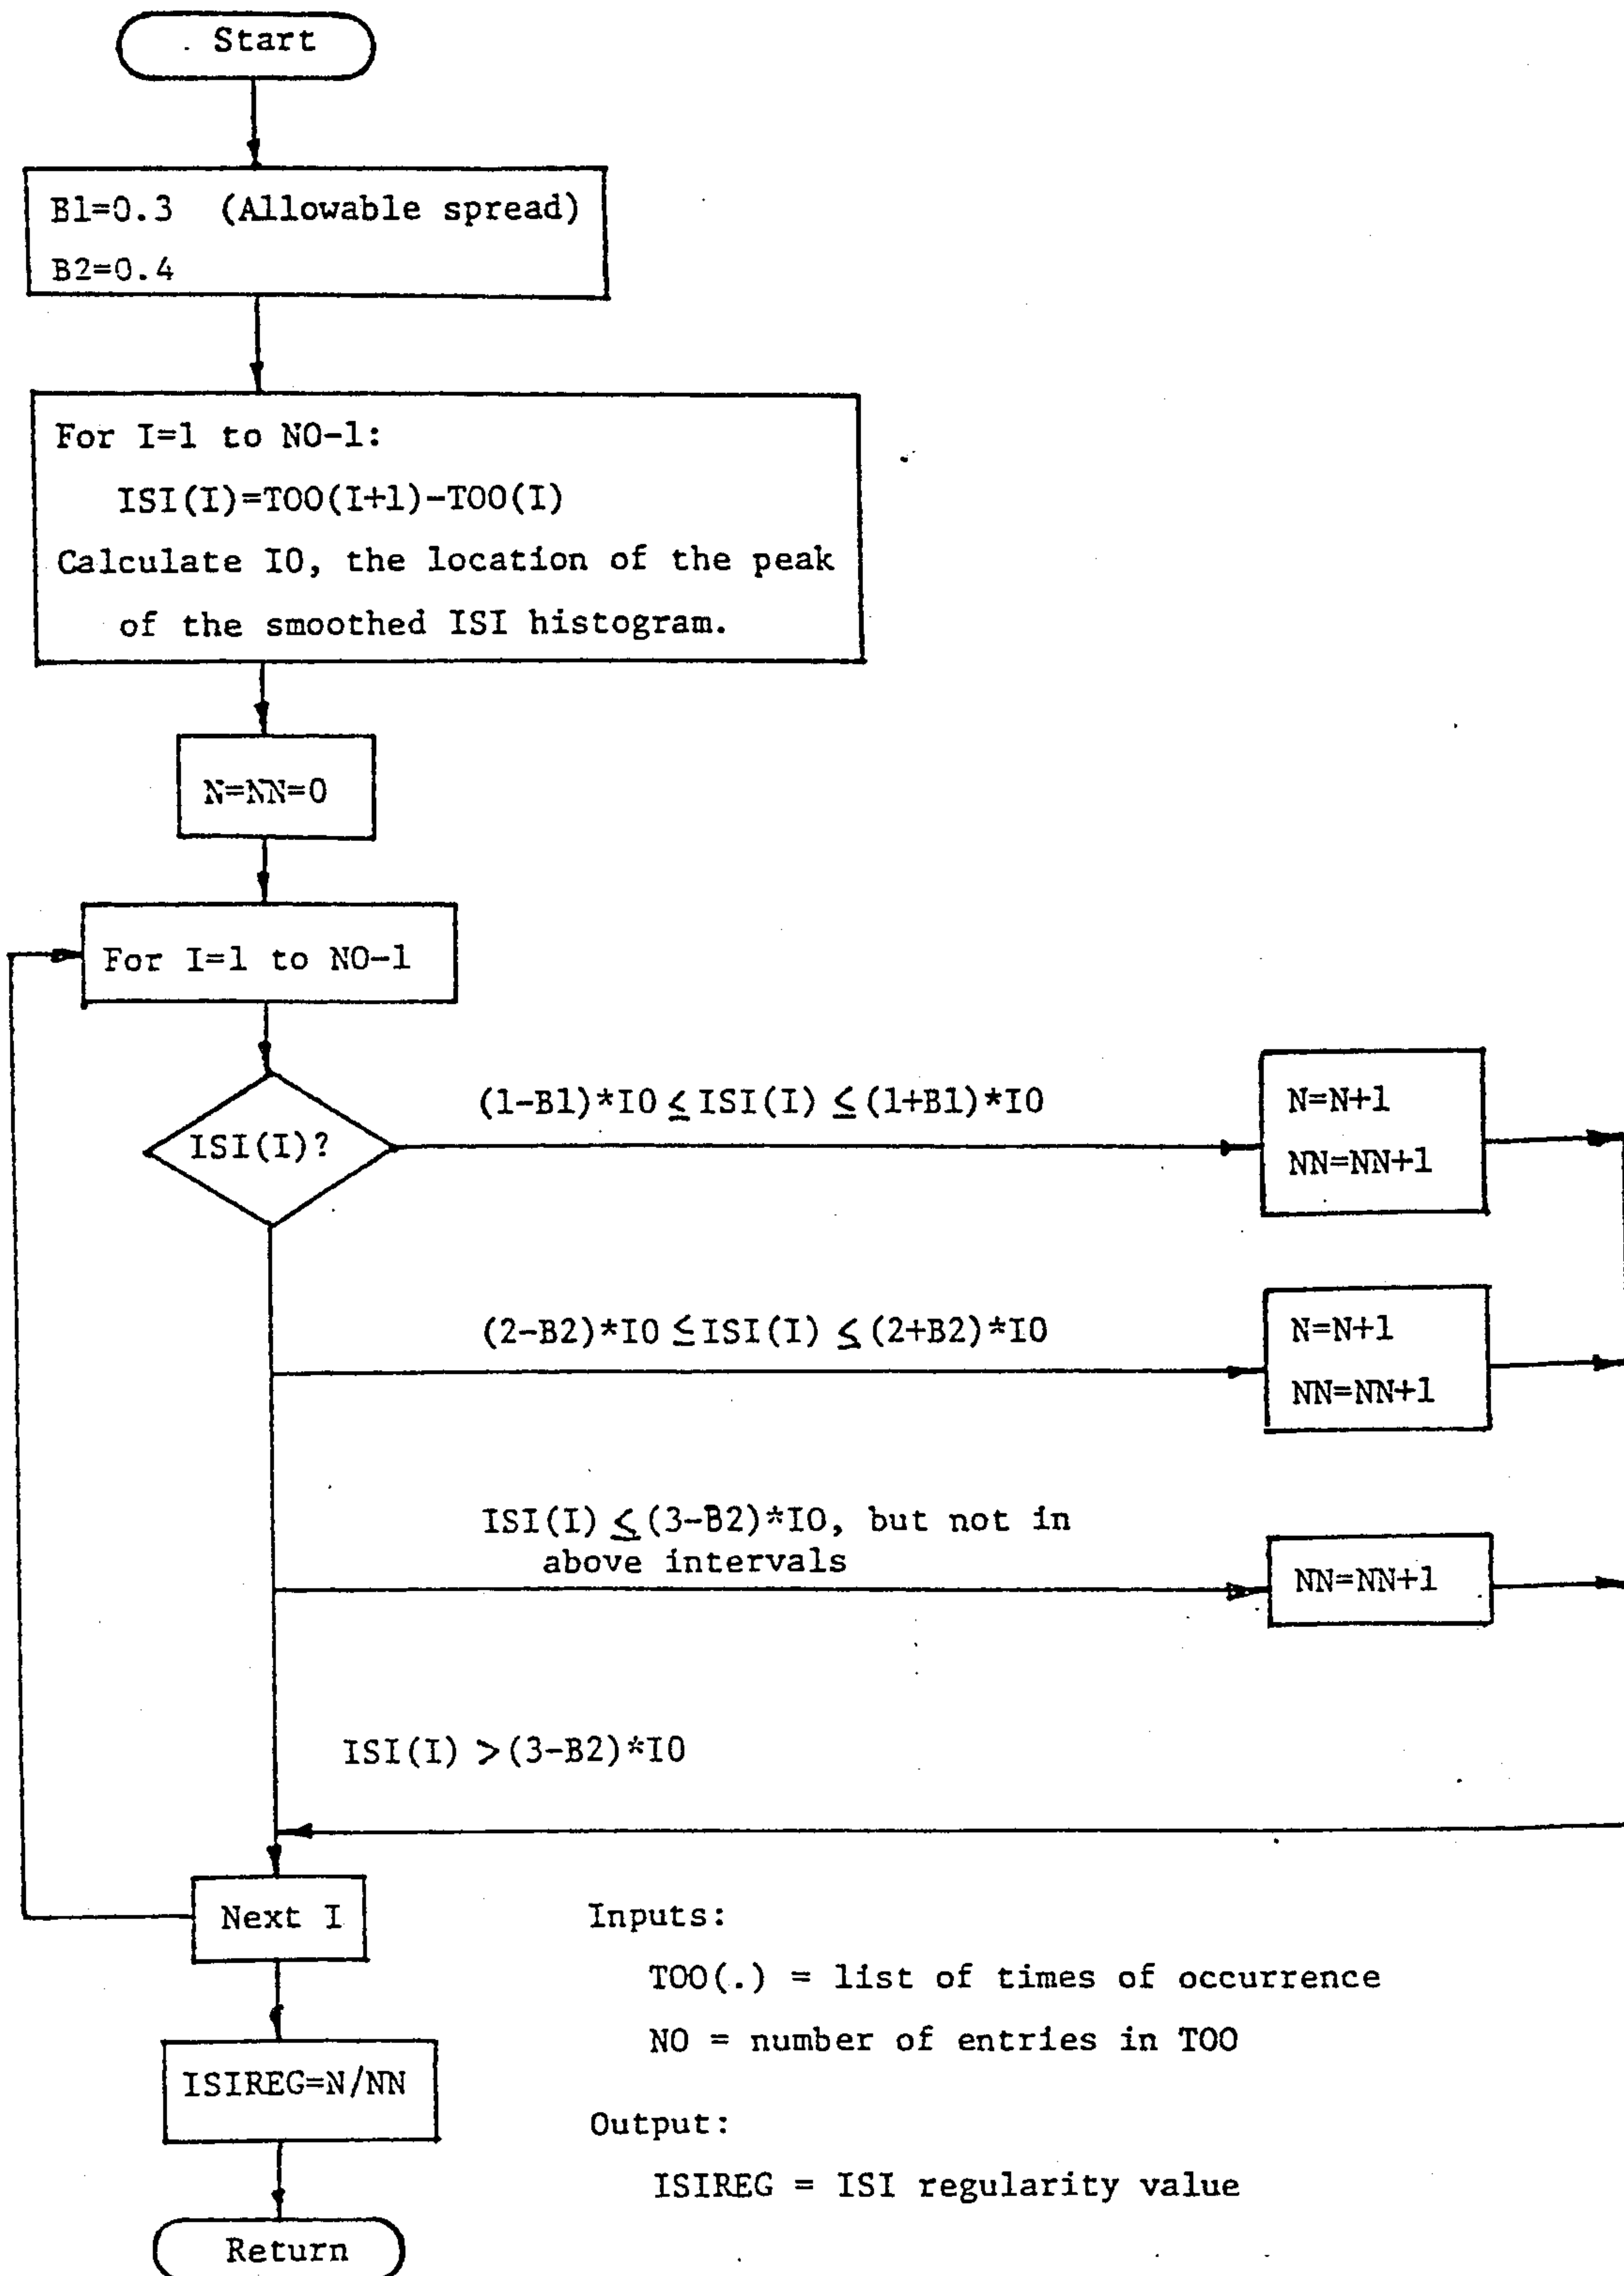 Start
B1=0.3 (Allowable spread)
B2=0.4
For I=1 to NO-1:
ISI(I)=TOO(I+1)-TOO(I)
Calculate IO, the location of the peak
of the smoothed ISI histogram.
N=NN=0
For I=1 to NO-1
ISI(I)?
(1-B1)*IO ≤ ISI(I) ≤ (1+B1)*IO
N=N+1
NN=NN+1
(2-B2)*IO ≤ ISI(I) ≤ (2+B2)*IO
N=N+1
NN=NN+1
ISI(I) ≤ (3-B2)*IO, but not in
above intervals
NN=NN+1
ISI(I) > (3-B2)*IO
Next I
ISIREG=N/NN
Return
Inputs:
TOO(.) = list of times of occurrence
NO = number of entries in TOO
Output:
ISIREG = ISI regularity value